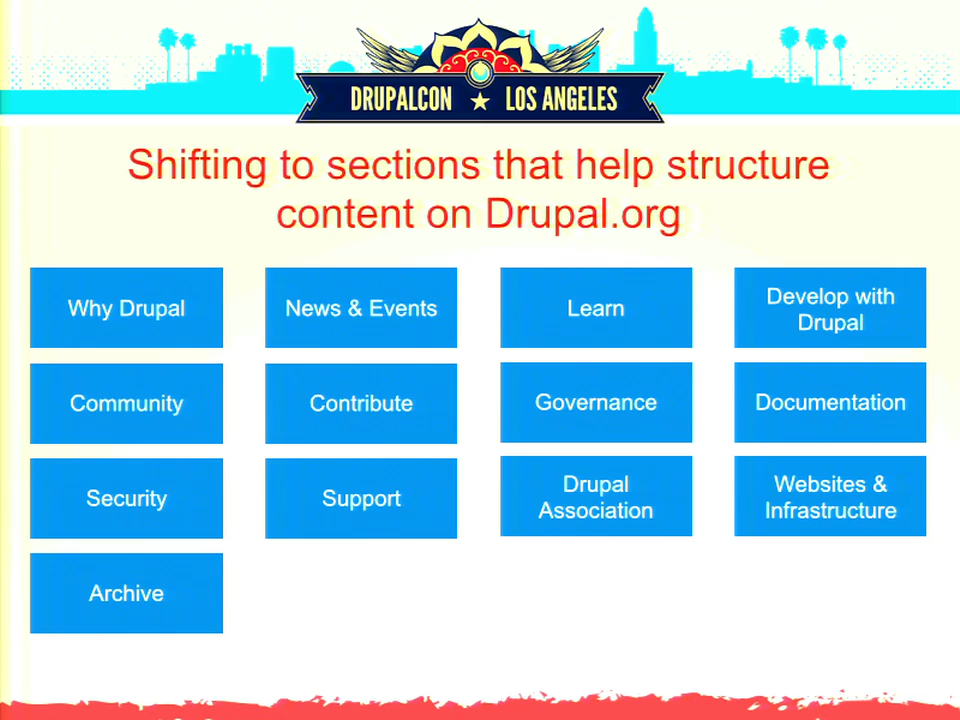 DRUPALCON ★ LOS ANGELES
Shifting to sections that help structure
content on Drupal.org
Why Drupal
News & Events
Learn
Develop with
Drupal
Community
Contribute
Governance
Documentation
Security
Support
Drupal
Association
Websites &
Infrastructure
Archive